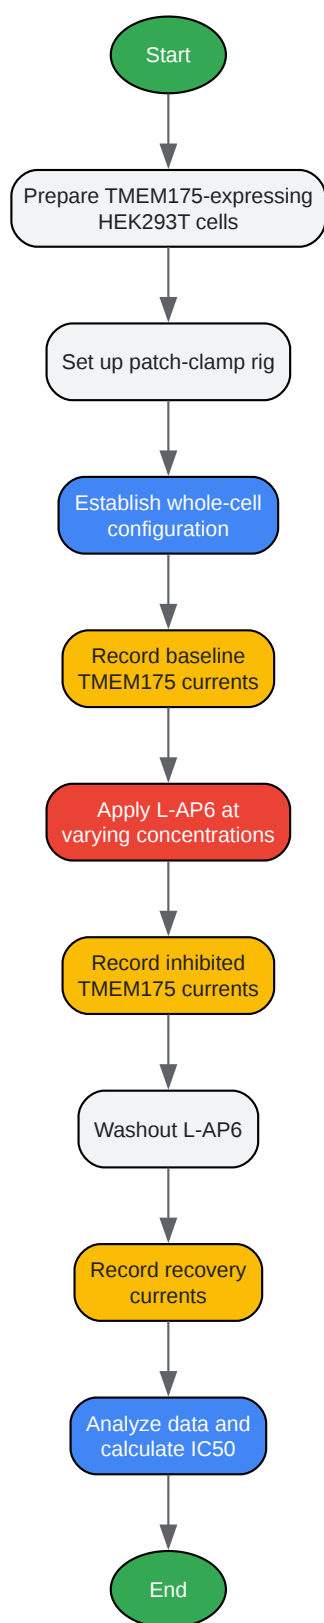 Start
Prepare TMEM175-expressing
HEK293T cells
Set up patch-clamp rig
Establish whole-cell
configuration
Record baseline
TMEM175 currents
Apply L-AP6 at
varying concentrations
Record inhibited
TMEM175 currents
Washout L-AP6
Record recovery
currents
Analyze data and
calculate IC50
End